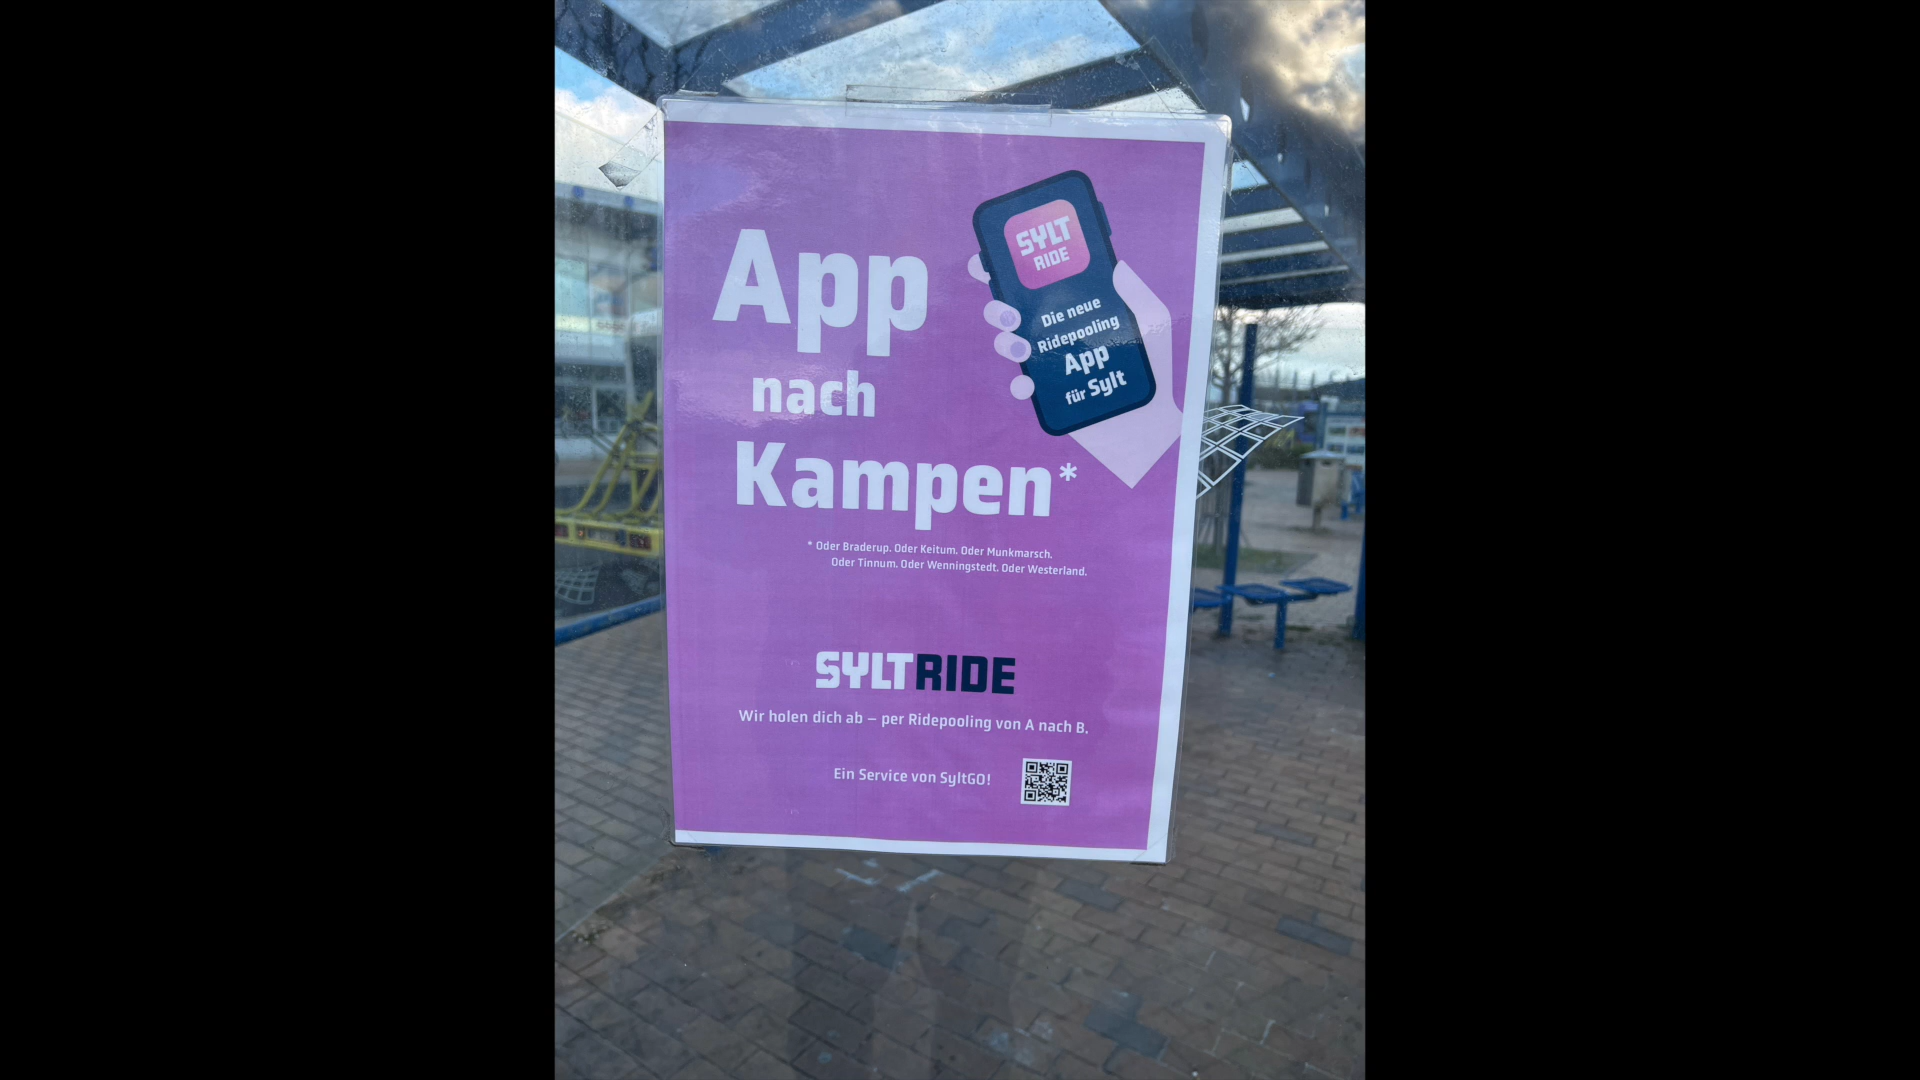 App
nach
Kampen*
SYLT
RIDE
Die neue
Ridepooling
App
für Sylt
* Oder Braderup. Oder Keitum. Oder Munkmarsch.
Oder Tinnum. Oder Wenningstedt. Oder Westerland.
SYLTRIDE
Wir holen dich ab – per Ridepooling von A nach B.
Ein Service von SyltGO!